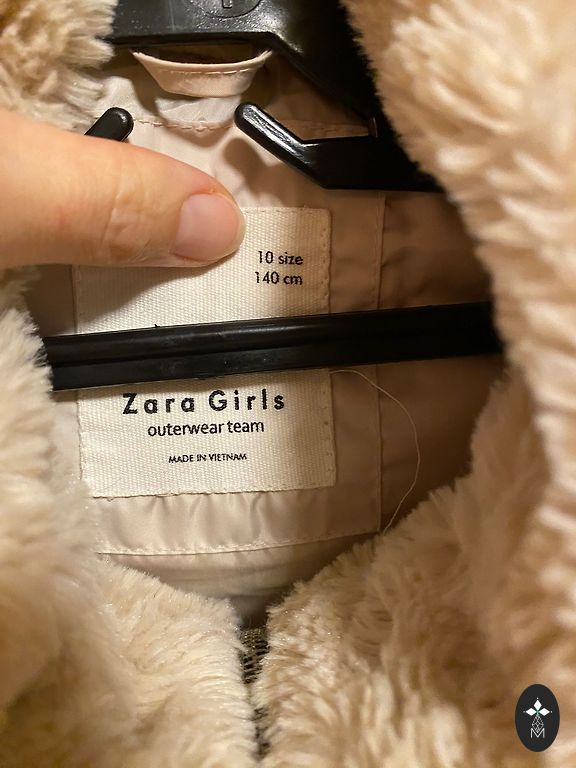 10 size
140 cm
Zara Girls
outerwear team
MADE IN VIETNAM